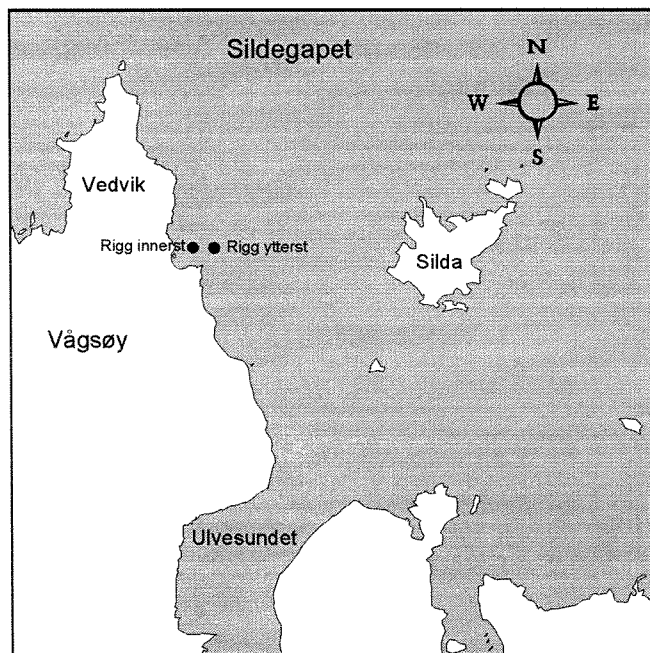 Sildegapet
N
W E
S
Vedvik
Rigg innerst Rigg ytterst
Silda
Vågsøy
Ulvesundet